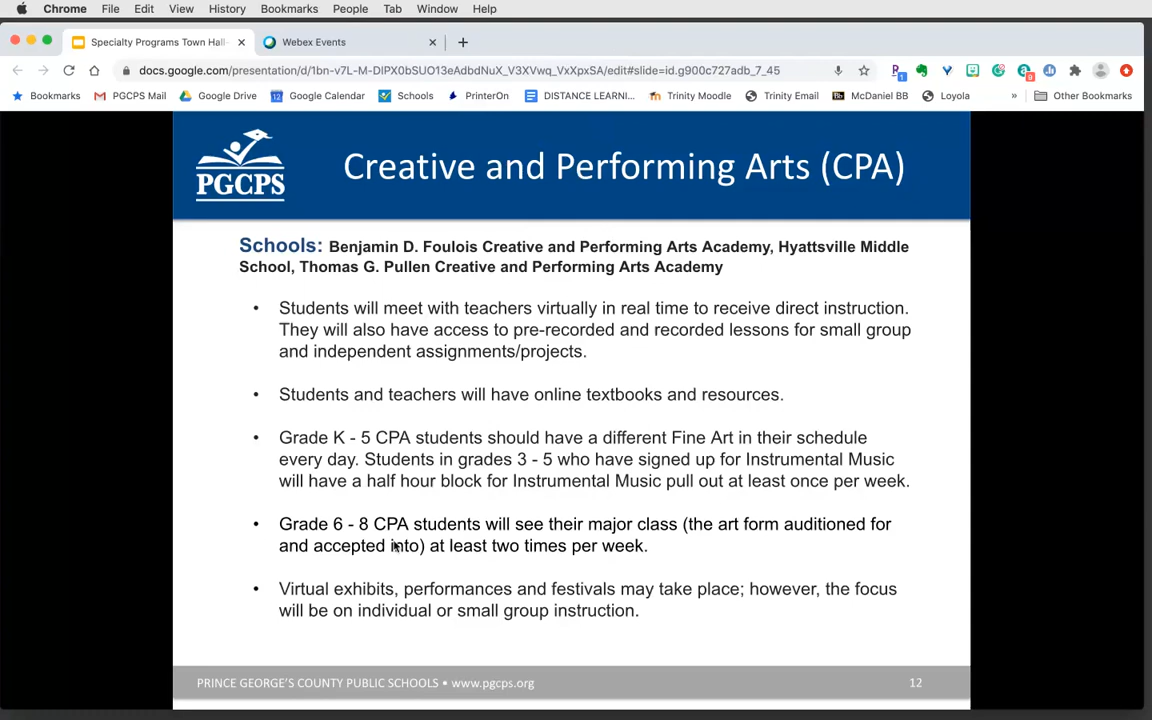 Chrome File Edit View History Bookmarks People Tab Window Help
Specialty Programs Town Hall
Webex Events
docs.google.com/presentation/d/1bn-v7L-M-DIPX0bSUO13eAdbdNuX_V3XVwq_VxXpxSA/edit#slide=id.g900c727adb_7_45
Bookmarks PGCPS Mail Google Drive Google Calendar Schools PrinterOn DISTANCE LEARNI... Trinity Moodle Trinity Email McDaniel BB Loyola » Other Bookmarks
PGCPS
Creative and Performing Arts (CPA)
Schools: Benjamin D. Foulois Creative and Performing Arts Academy, Hyattsville Middle
School, Thomas G. Pullen Creative and Performing Arts Academy
• Students will meet with teachers virtually in real time to receive direct instruction.
They will also have access to pre-recorded and recorded lessons for small group
and independent assignments/projects.
• Students and teachers will have online textbooks and resources.
• Grade K - 5 CPA students should have a different Fine Art in their schedule
every day. Students in grades 3 - 5 who have signed up for Instrumental Music
will have a half hour block for Instrumental Music pull out at least once per week.
• Grade 6 - 8 CPA students will see their major class (the art form auditioned for
and accepted into) at least two times per week.
• Virtual exhibits, performances and festivals may take place; however, the focus
will be on individual or small group instruction.
PRINCE GEORGE'S COUNTY PUBLIC SCHOOLS • www.pgcps.org
12